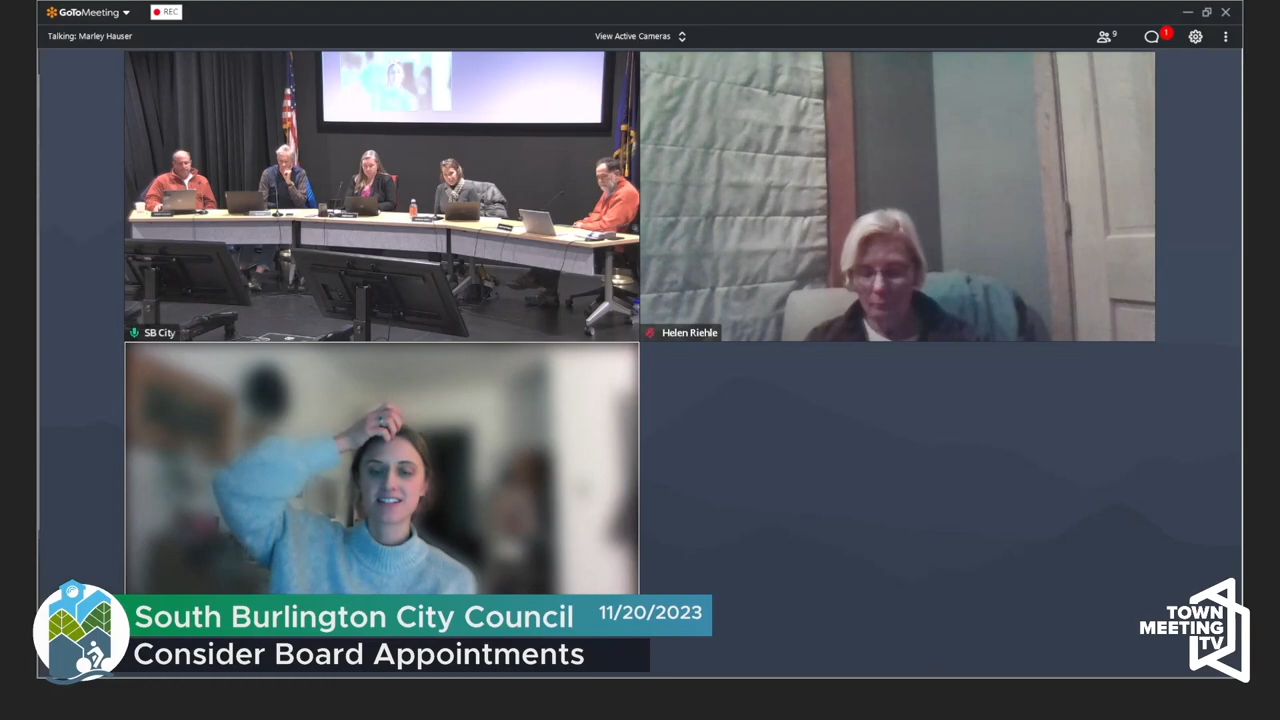 GoToMeeting
REC
Talking: Marley Hauser
View Active Cameras
9
1
SB City
Helen Riehle
South Burlington City Council
11/20/2023
Consider Board Appointments
TOWN
MEETING
TV